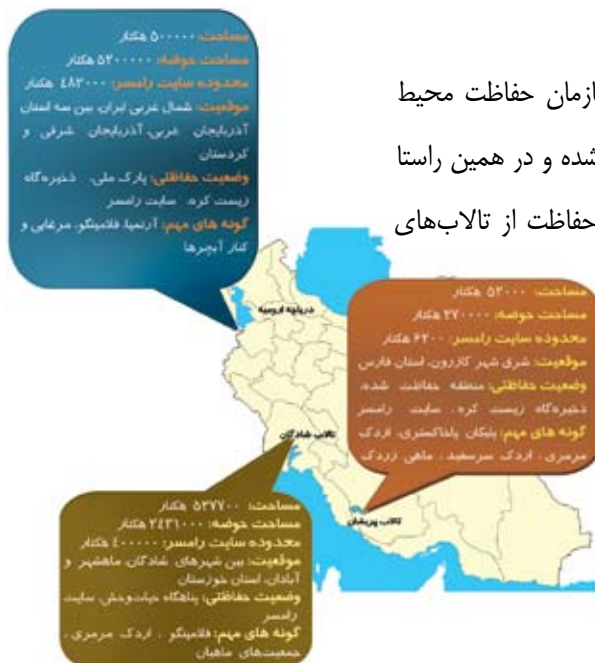 مساحت: ۵۰۰۰۰۰ هکتار
مساحت حوضه: ۵۲۰۰۰۰۰ هکتار
محدوده سایت رامسر: ۴۸۳۰۰۰ هکتار
موقعیت: شمال غربی ایران، بین سه استان
آذربایجان غربی، آذربایجان شرقی و
کردستان
وضعیت حفاظتی: پارک ملی، ذخیره‌گاه
زیست کره، سایت رامسر
گونه های مهم: آرتمیا، فلامینگو، مرغابی و
کنار آبچرها
ازمان حفاظت محیط
شده و در همین راستا
حفاظت از تالاب‌های
دریاچه ارومیه
مساحت: ۵۲۰۰۰ هکتار
مساحت حوضه: ۲۷۰۰۰۰ هکتار
محدوده سایت رامسر: ۶۲۰۰ هکتار
موقعیت: شرق شهر کازرون، استان فارس
وضعیت حفاظتی: منطقه حفاظت شده،
ذخیره‌گاه زیست کره، سایت رامسر
گونه های مهم: پلیکان پاخاکستری، اردک
مرمری، اردک سرسفید، ماهی زردک
تالاب شادگان
تالاب پریشان
مساحت: ۵۳۷۷۰۰ هکتار
مساحت حوضه: ۲۴۳۱۰۰۰ هکتار
محدوده سایت رامسر: ۴۰۰۰۰۰ هکتار
موقعیت: بین شهرهای شادگان، ماهشهر و
آبادان، استان خوزستان
وضعیت حفاظتی: پناهگاه حیات‌وحش، سایت
رامسر
گونه های مهم: فلامینگو ، اردک مرمری،
جمعیت‌های ماهیان